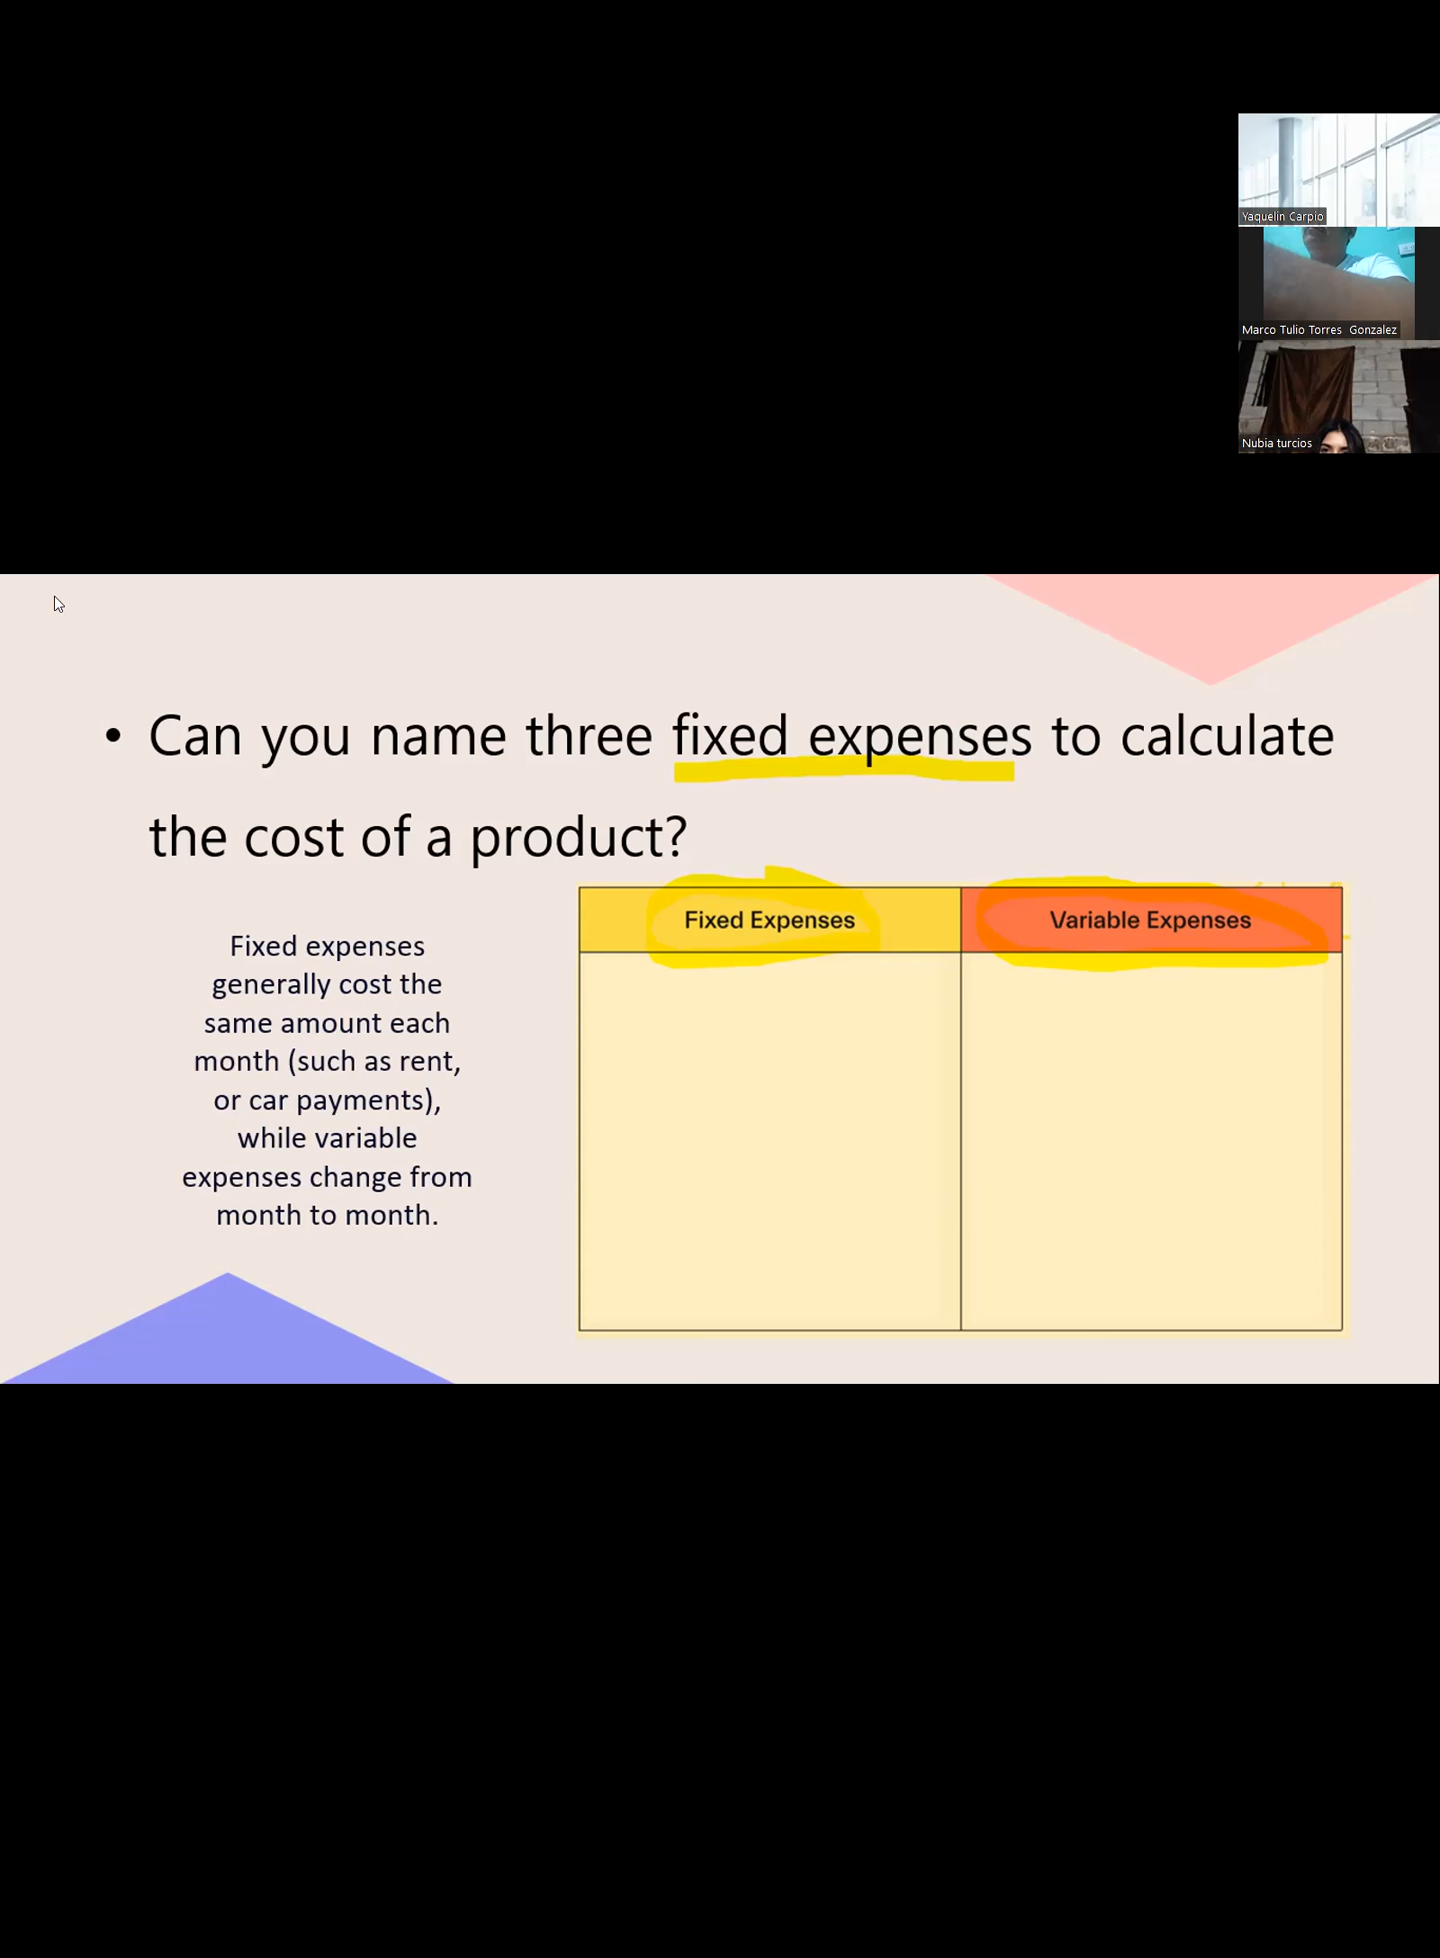 Yaquelin Carpio
Marco Tulio Torres Gonzalez
Nubia turcios
• Can you name three fixed expenses to calculate
the cost of a product?
Fixed expenses
generally cost the
same amount each
month (such as rent,
or car payments),
while variable
expenses change from
month to month.
Fixed Expenses
Variable Expenses